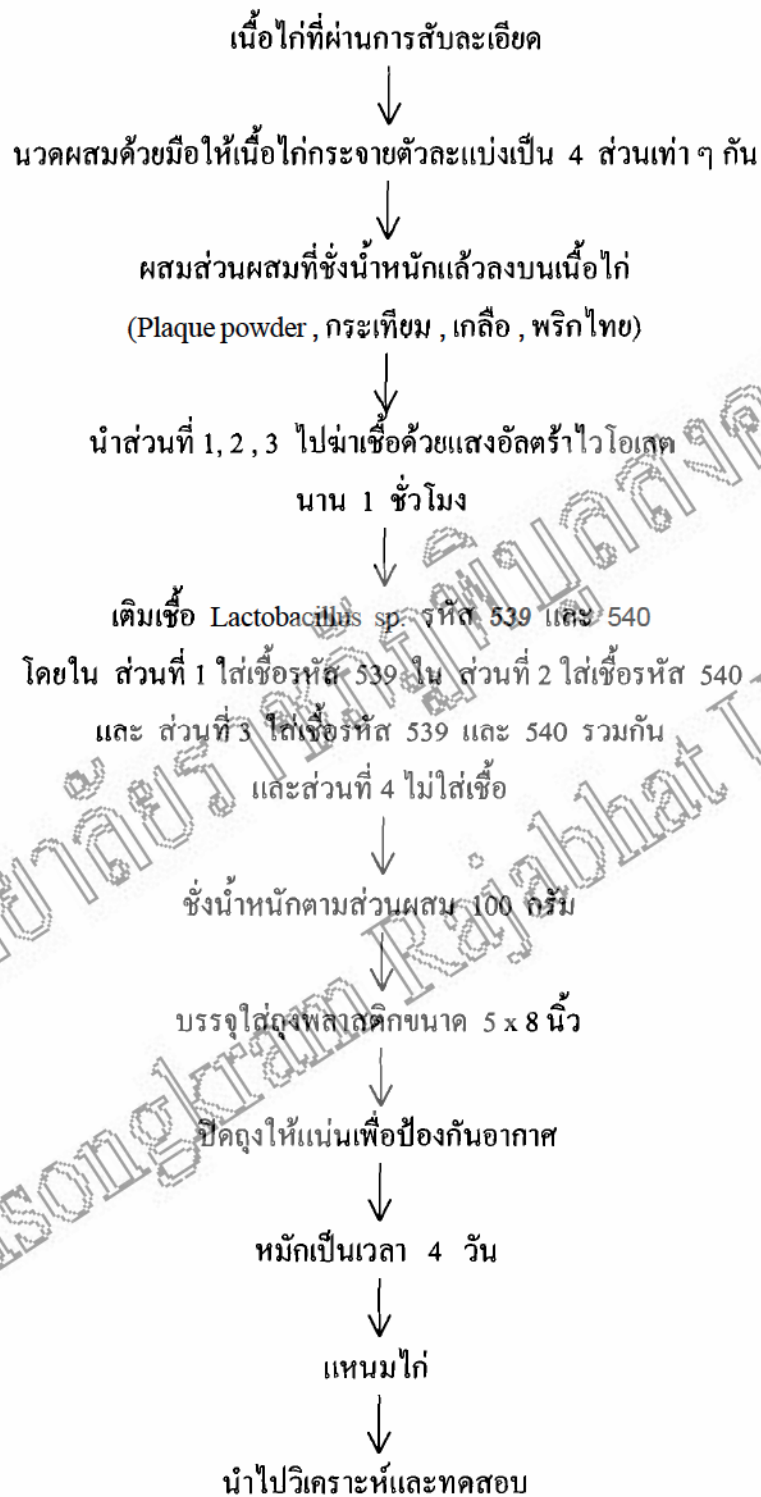 เนื้อไก่ที่ผ่านการสับละเอียด
นวดผสมด้วยมือให้เนื้อไก่กระจายตัวละแบ่งเป็น 4 ส่วนเท่า ๆ กัน
ผสมส่วนผสมที่ชั่งน้ำหนักแล้วลงบนเนื้อไก่
(Plaque powder , กระเทียม , เกลือ , พริกไทย)
นำส่วนที่ 1, 2 , 3 ไปฆ่าเชื้อด้วยแสงอัลตร้าไวโอเสต
นาน 1 ชั่วโมง
เติมเชื้อ Lactobacillus sp. รหัส 539 และ 540
โดยใน ส่วนที่ 1 ใส่เชื้อรหัส 539 ใน ส่วนที่ 2 ใส่เชื้อรหัส 540
และ ส่วนที่ 3 ใส่เชื้อรหัส 539 และ 540 รวมกัน
และส่วนที่ 4 ไม่ใส่เชื้อ
ชั่งน้ำหนักตามส่วนผสม 100 กรัม
บรรจุใส่ถุงพลาสติกขนาด 5 x 8 นิ้ว
ปิดถุงให้แน่นเพื่อป้องกันอากาศ
หมักเป็นเวลา 4 วัน
แหนมไก่
นำไปวิเคราะห์และทดสอบ
ยาลัยราชภัฏพิบูลสงค
nsongkram Rajabhat U